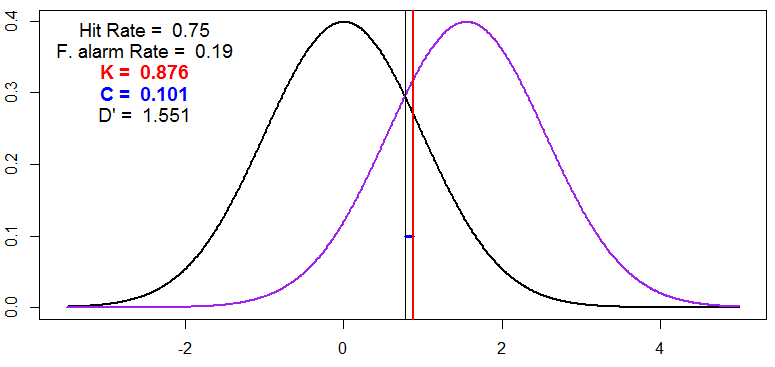 Hit Rate = 0.75
F. alarm Rate = 0.19
K = 0.876
C = 0.101
D' = 1.551
0.4
0.3
0.2
0.1
0.0
-2 0 2 4